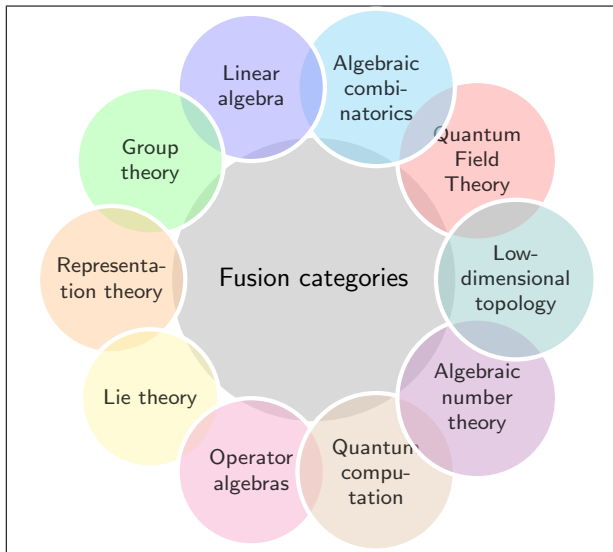 Linear
algebra
Algebraic
combi-
natorics
Group
theory
Quantum
Field
Theory
Representa-
tion theory
Fusion categories
Low-
dimensional
topology
Lie theory
Algebraic
number
theory
Operator
algebras
Quantum
compu-
tation